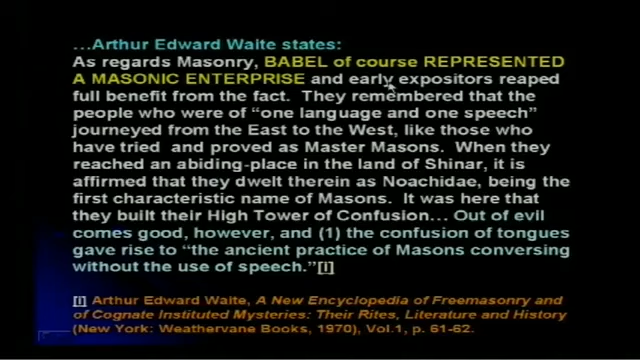 …Arthur Edward Waite states:
As regards Masonry, BABEL of course REPRESENTED
A MASONIC ENTERPRISE and early expositors reaped
full benefit from the fact. They remembered that the
people who were of “one language and one speech”
journeyed from the East to the West, like those who
have tried and proved as Master Masons. When they
reached an abiding-place in the land of Shinar, it is
affirmed that they dwelt therein as Noachidae, being the
first characteristic name of Masons. It was here that
they built their High Tower of Confusion… Out of evil
comes good, however, and (1) the confusion of tongues
gave rise to “the ancient practice of Masons conversing
without the use of speech.”[i]
[i] Arthur Edward Waite, A New Encyclopedia of Freemasonry and
of Cognate Instituted Mysteries: Their Rites, Literature and History
(New York: Weathervane Books, 1970), Vol.1, p. 61-62.